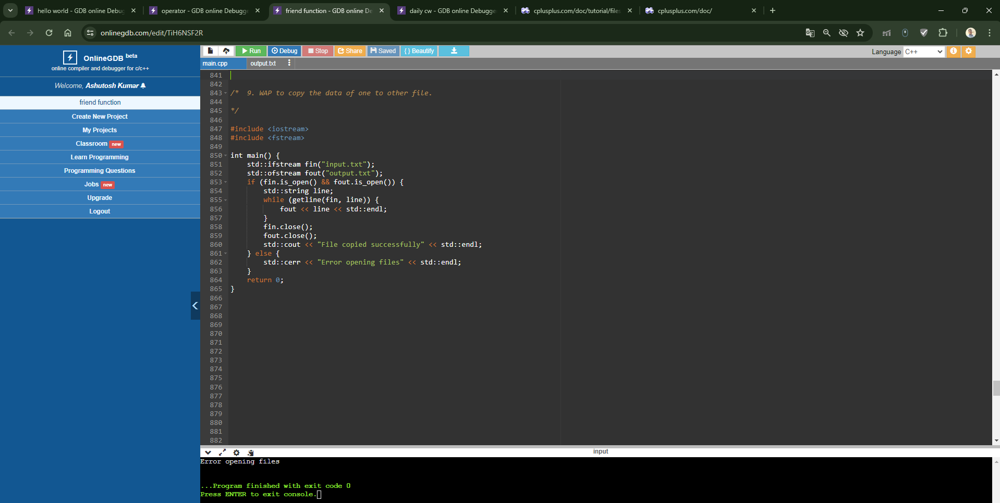 hello world - GDB online Debug
operator - GDB online Debugge
friend function - GDB online De
daily cw - GDB online Debugge
cplusplus.com/doc/tutorial/files
cplusplus.com/doc/
onlinegdb.com/edit/TiH6NSF2R
OnlineGDB beta
online compiler and debugger for c/c++
Welcome, Ashutosh Kumar
friend function
Create New Project
My Projects
Classroom new
Learn Programming
Programming Questions
Jobs new
Upgrade
Logout
Run Debug Stop Share Saved {} Beautify
Language C++
main.cpp output.txt
841
842
843 /*  9. WAP to copy the data of one to other file.
844
845 */
846
847 #include <iostream>
848 #include <fstream>
849
850 int main() {
851     std::ifstream fin("input.txt");
852     std::ofstream fout("output.txt");
853     if (fin.is_open() && fout.is_open()) {
854         std::string line;
855         while (getline(fin, line)) {
856             fout << line << std::endl;
857         }
858         fin.close();
859         fout.close();
860         std::cout << "File copied successfully" << std::endl;
861     } else {
862         std::cerr << "Error opening files" << std::endl;
863     }
864     return 0;
865 }
866
867
868
869
870
871
872
873
874
875
876
877
878
879
880
881
882
input
Error opening files
...Program finished with exit code 0
Press ENTER to exit console.